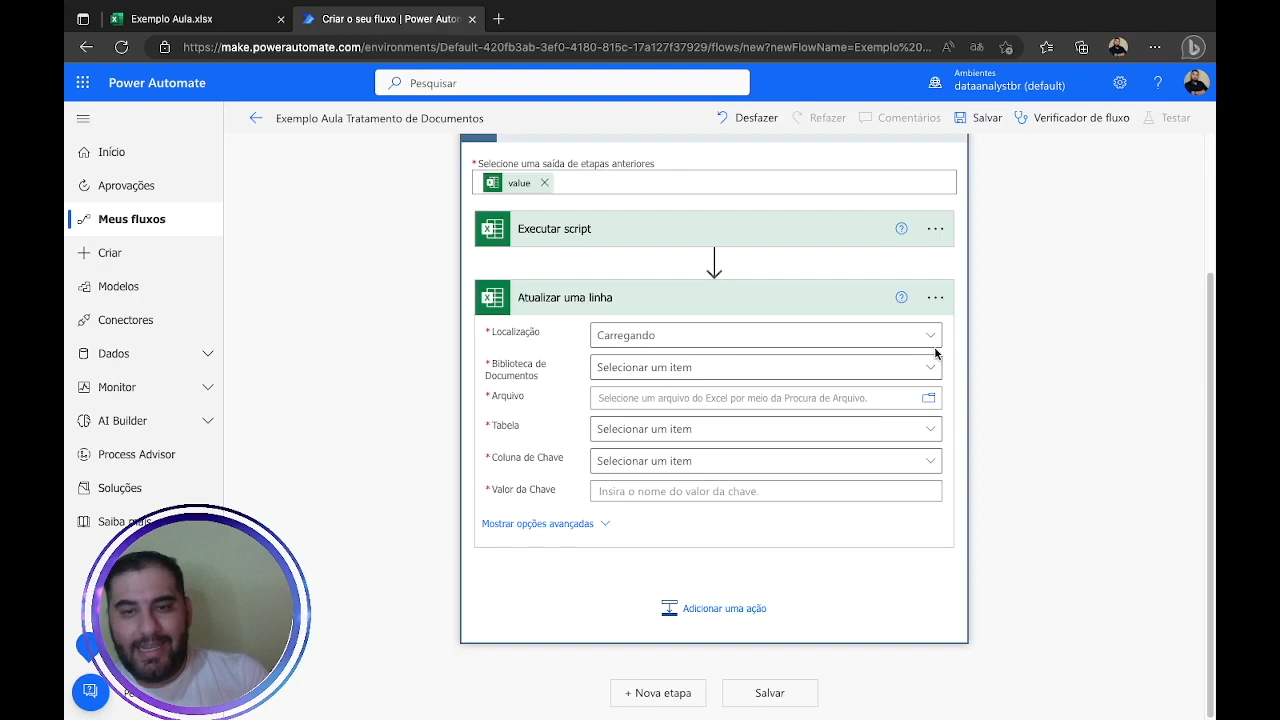 Exemplo Aula.xlsx
Criar o seu fluxo | Power Autom
https://make.powerautomate.com/environments/Default-420fb3ab-3ef0-4180-815c-17a127f37929/flows/new?newFlowName=Exemplo%20...
Power Automate
Pesquisar
Ambientes
dataanalystbr (default)
Exemplo Aula Tratamento de Documentos
Desfazer
Refazer
Comentários
Salvar
Verificador de fluxo
Testar
Início
Aprovações
Meus fluxos
Criar
Modelos
Conectores
Dados
Monitor
AI Builder
Process Advisor
Soluções
Saiba mais
* Selecione uma saída de etapas anteriores
value
Executar script
Atualizar uma linha
* Localização
Carregando
* Biblioteca de
Documentos
Selecionar um item
* Arquivo
Selecione um arquivo do Excel por meio da Procura de Arquivo.
* Tabela
Selecionar um item
* Coluna de Chave
Selecionar um item
* Valor da Chave
Insira o nome do valor da chave.
Mostrar opções avançadas
Adicionar uma ação
+ Nova etapa
Salvar